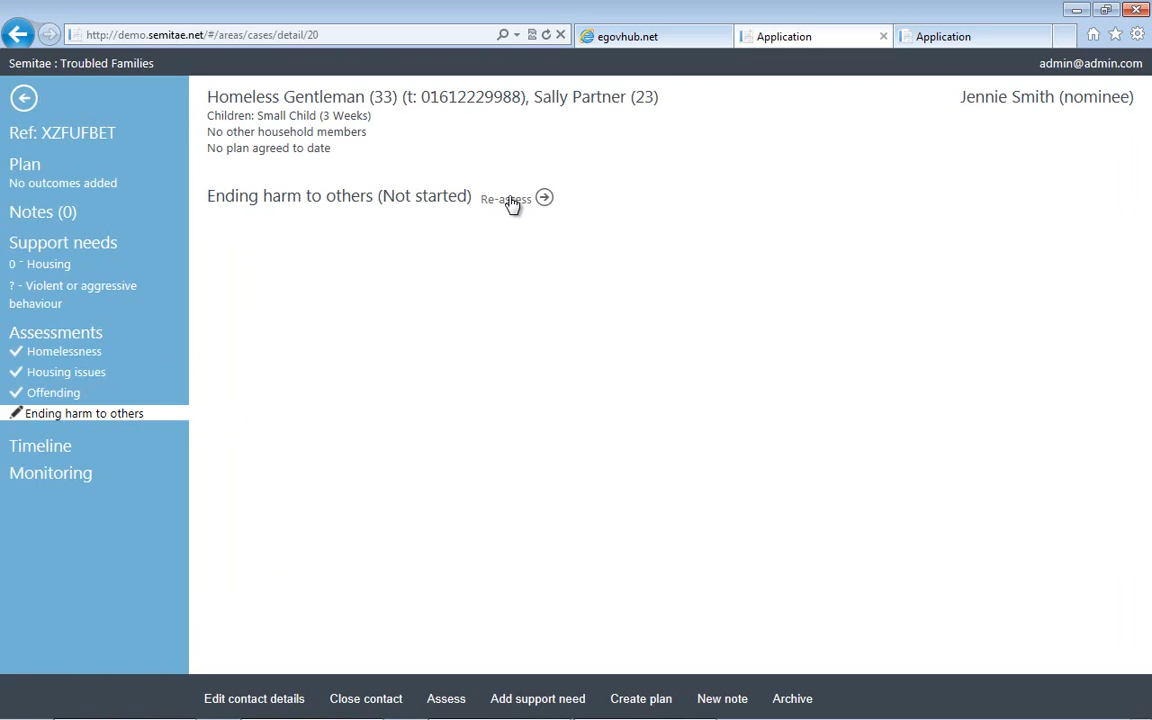 http://demo.semitae.net/#/areas/cases/detail/20
egovhub.net
Application
Application
Semitae : Troubled Families
admin@admin.com
Ref: XZFUFBET
Plan
No outcomes added
Notes (0)
Support needs
0 - Housing
? - Violent or aggressive
behaviour
Assessments
Homelessness
Housing issues
Offending
Ending harm to others
Timeline
Monitoring
Homeless Gentleman (33) (t: 01612229988), Sally Partner (23)
Jennie Smith (nominee)
Children: Small Child (3 Weeks)
No other household members
No plan agreed to date
Ending harm to others (Not started)
Re-assess
Edit contact details
Close contact
Assess
Add support need
Create plan
New note
Archive